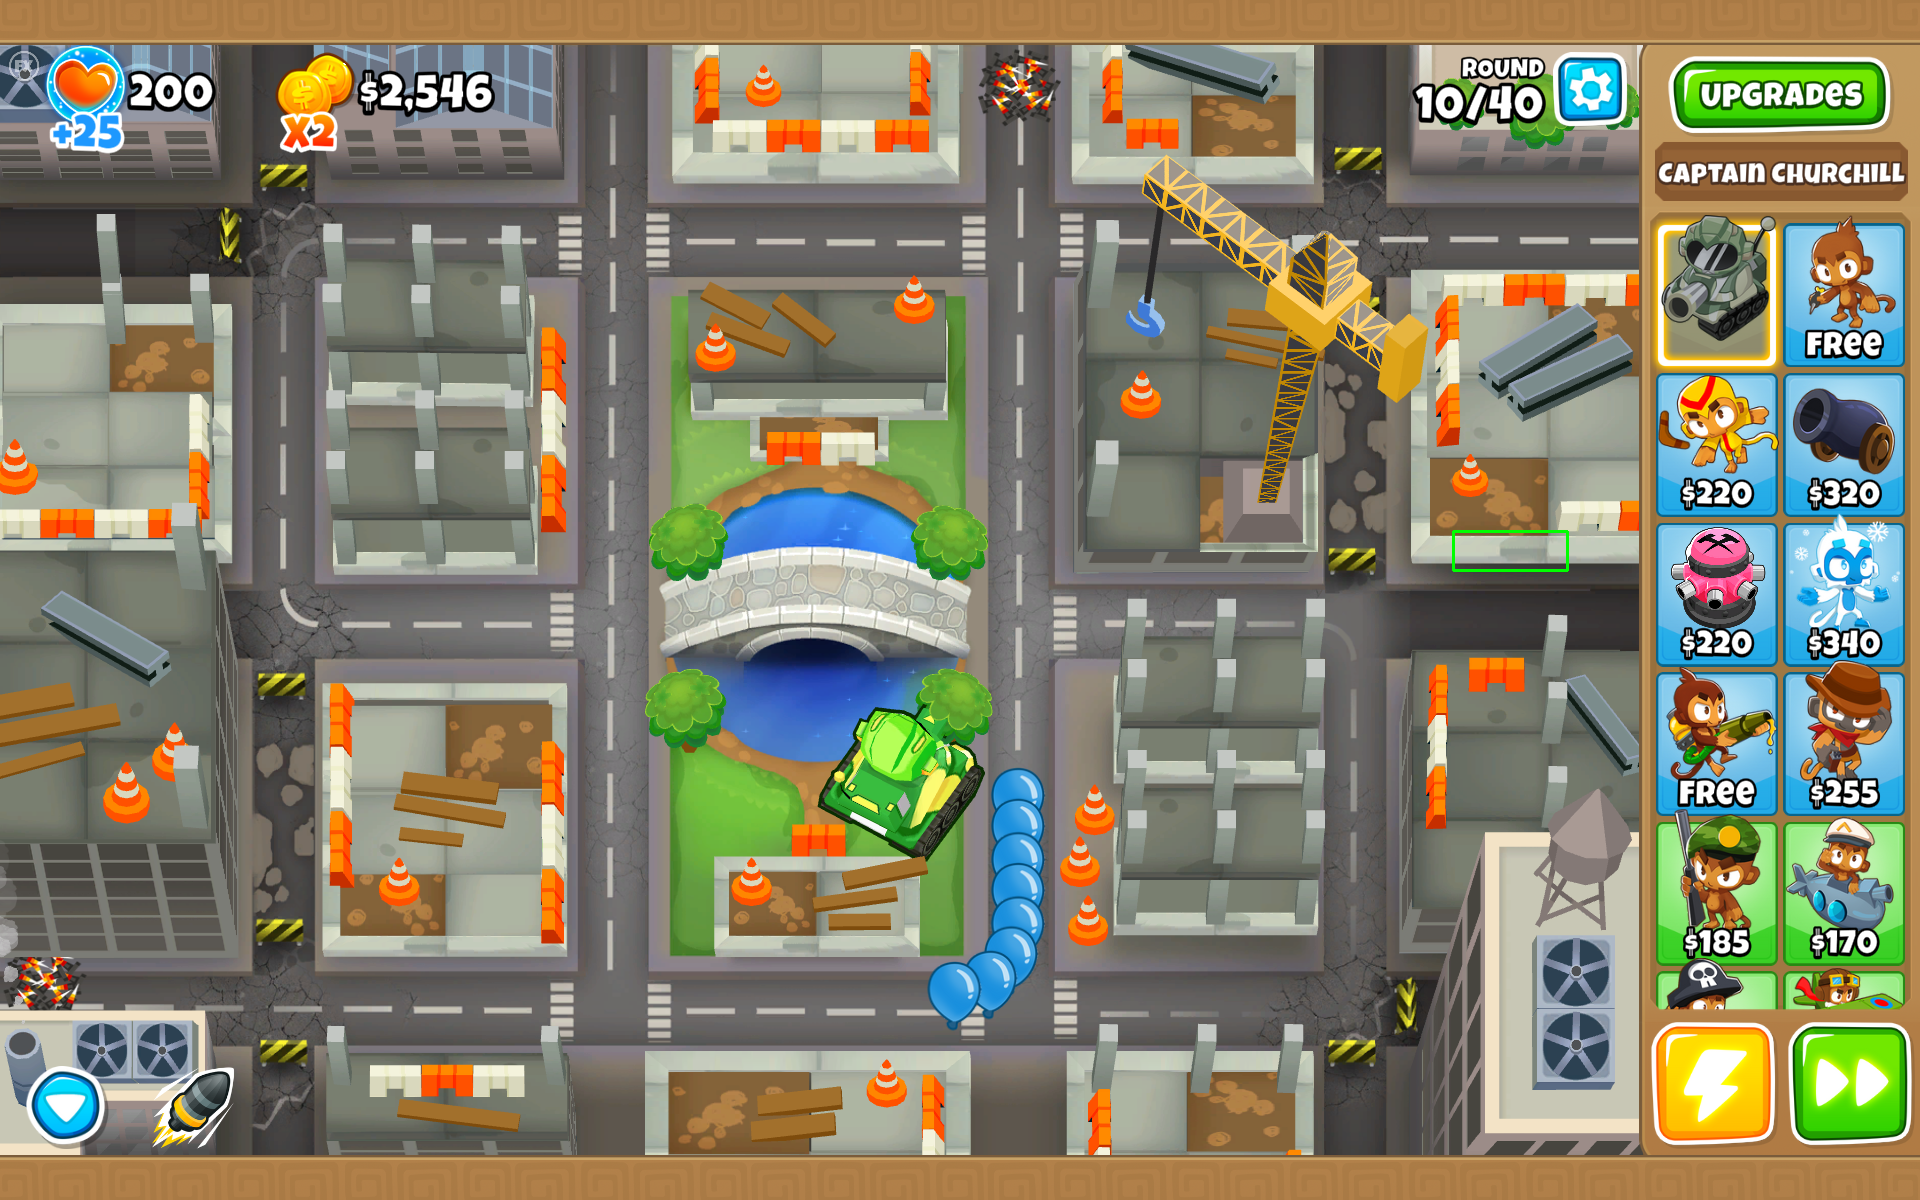 200
+25
X2
$2,546
ROUND
10/40
UPGRADES
CAPTAIN CHURCHILL
FREE
$220
$320
$220
$340
FREE
$255
$185
$170